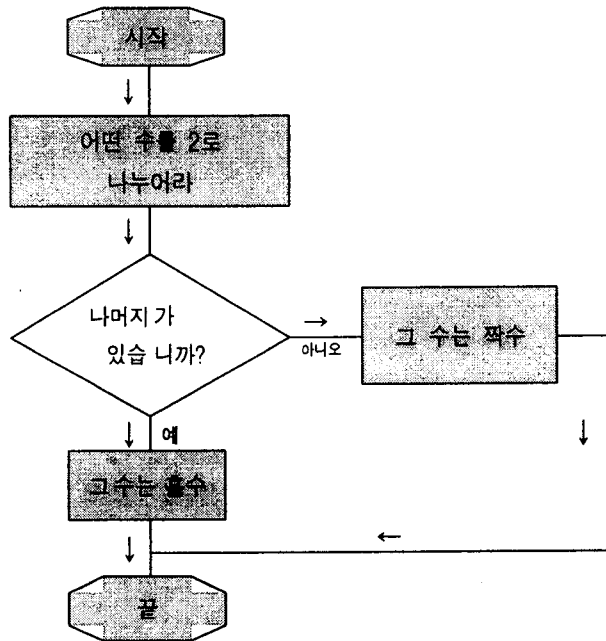 시작
어떤 수를 2로
나누어라
나머지가
있습니까?
아니오
그 수는 짝수
예
그 수는 홀수
끝